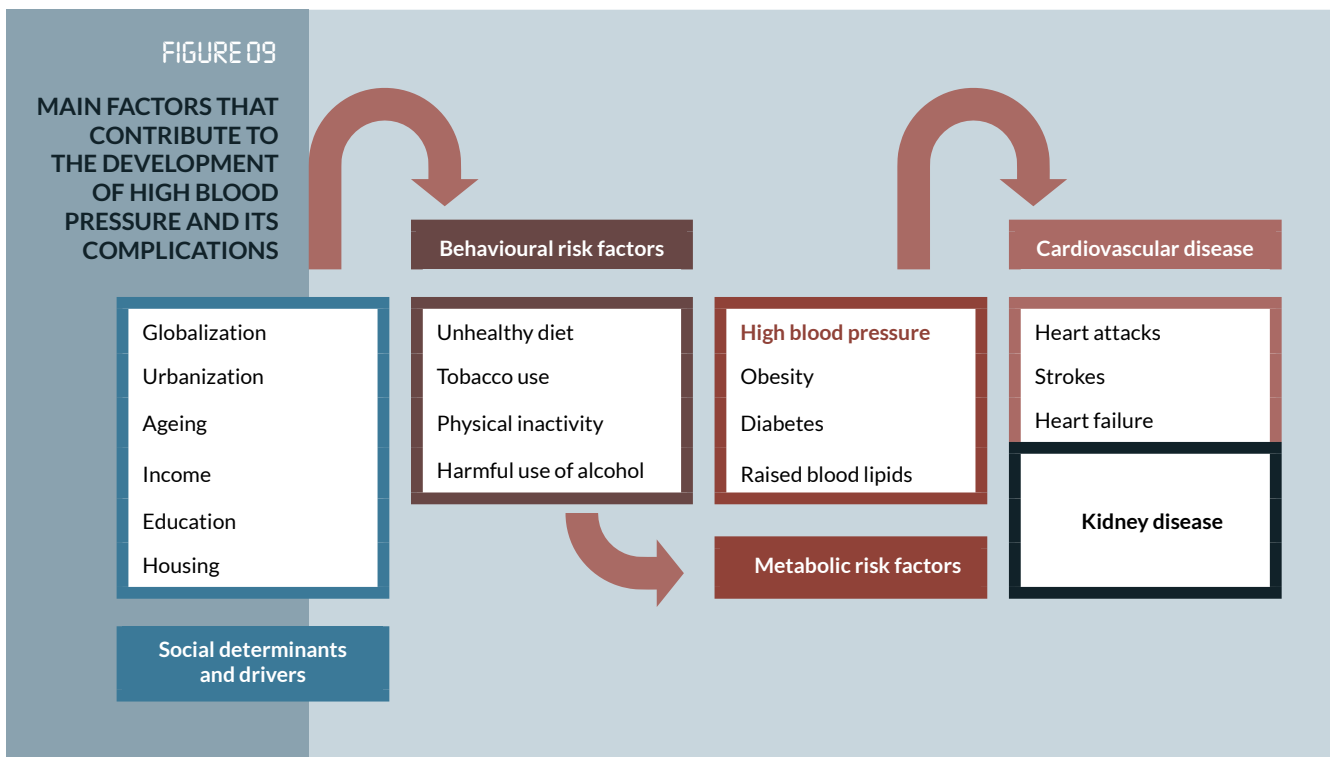 FIGURE 09
MAIN FACTORS THAT
CONTRIBUTE TO
THE DEVELOPMENT
OF HIGH BLOOD
PRESSURE AND ITS
COMPLICATIONS
Globalization
Urbanization
Ageing
Income
Education
Housing
Social determinants
and drivers
Behavioural risk factors
Unhealthy diet
Tobacco use
Physical inactivity
Harmful use of alcohol
High blood pressure
Obesity
Diabetes
Raised blood lipids
Metabolic risk factors
Cardiovascular disease
Heart attacks
Strokes
Heart failure
Kidney disease